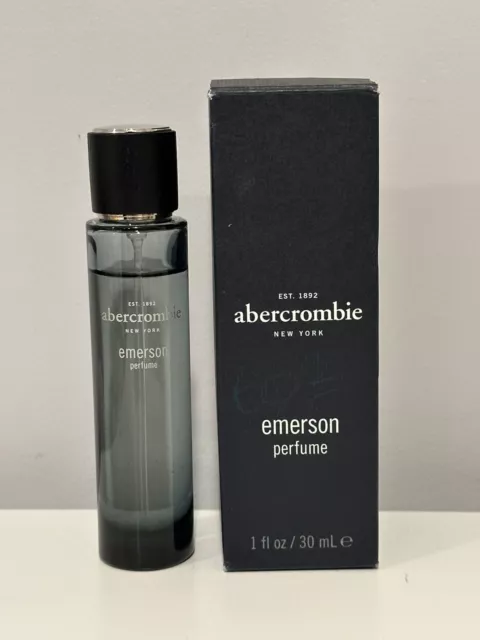 EST. 1892
abercrombie
NEW YORK
emerson
perfume
EST. 1892
abercrombie
NEW YORK
emerson
perfume
1 fl oz / 30 mL e